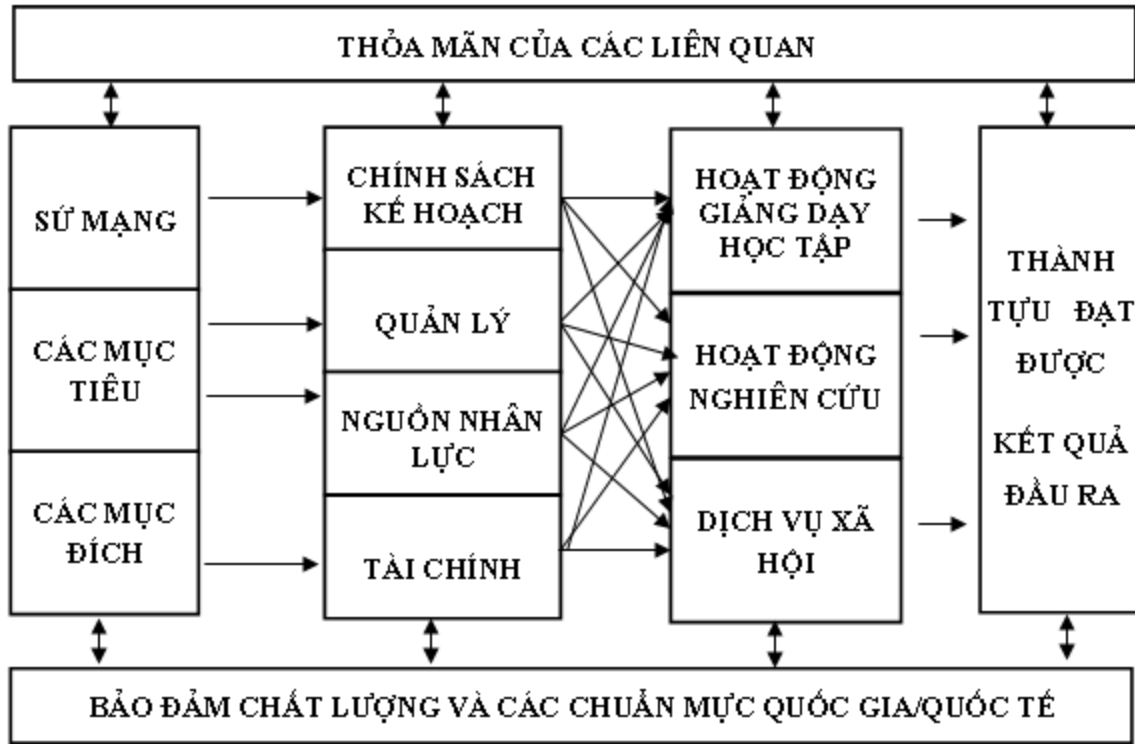 THỎA MÃN CỦA CÁC LIÊN QUAN
SỨ MẠNG
CÁC MỤC
TIÊU
CÁC MỤC
ĐÍCH
CHÍNH SÁCH
KẾ HOẠCH
QUẢN LÝ
NGUỒN NHÂN
LỰC
TÀI CHÍNH
HOẠT ĐỘNG
GIẢNG DẠY
HỌC TẬP
HOẠT ĐỘNG
NGHIÊN CỨU
DỊCH VỤ XÃ
HỘI
THÀNH
TỰU ĐẠT
ĐƯỢC
KẾT QUẢ
ĐẦU RA
BẢO ĐẢM CHẤT LƯỢNG VÀ CÁC CHUẨN MỰC QUỐC GIA/QUỐC TẾ